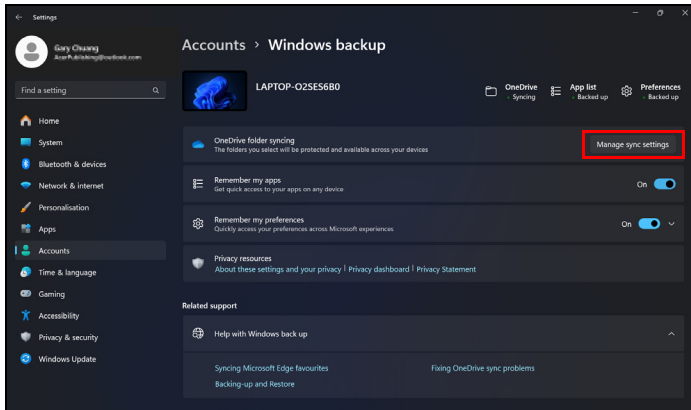 Settings
Gary Chuang
AcerPublishing@outlook.com
Find a setting
Home
System
Bluetooth & devices
Network & internet
Personalisation
Apps
Accounts
Time & language
Gaming
Accessibility
Privacy & security
Windows Update
Accounts > Windows backup
LAPTOP-O2SES6B0
OneDrive
Syncing
App list
Backed up
Preferences
Backed up
OneDrive folder syncing
The folders you select will be protected and available across your devices
Manage sync settings
Remember my apps
Get quick access to your apps on any device
On
Remember my preferences
Quickly access your preferences across Microsoft experiences
On
Privacy resources
About these settings and your privacy | Privacy dashboard | Privacy Statement
Related support
Help with Windows back up
Syncing Microsoft Edge favourites
Fixing OneDrive sync problems
Backing-up and Restore